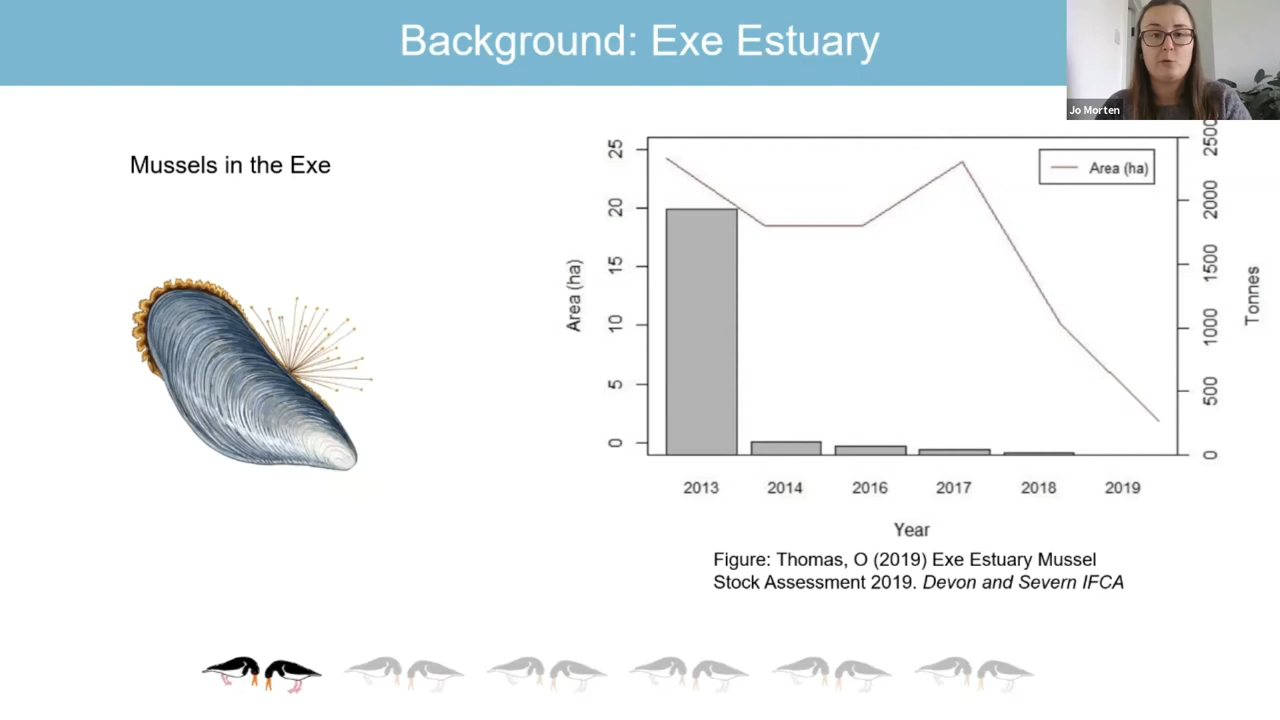 Background: Exe Estuary
Jo Morten
Mussels in the Exe
Area (ha)
25
20
15
10
5
0
Area (ha)
2500
2000
1500
1000
500
0
Tonnes
2013 2014 2016 2017 2018 2019
Year
Figure: Thomas, O (2019) Exe Estuary Mussel
Stock Assessment 2019. Devon and Severn IFCA